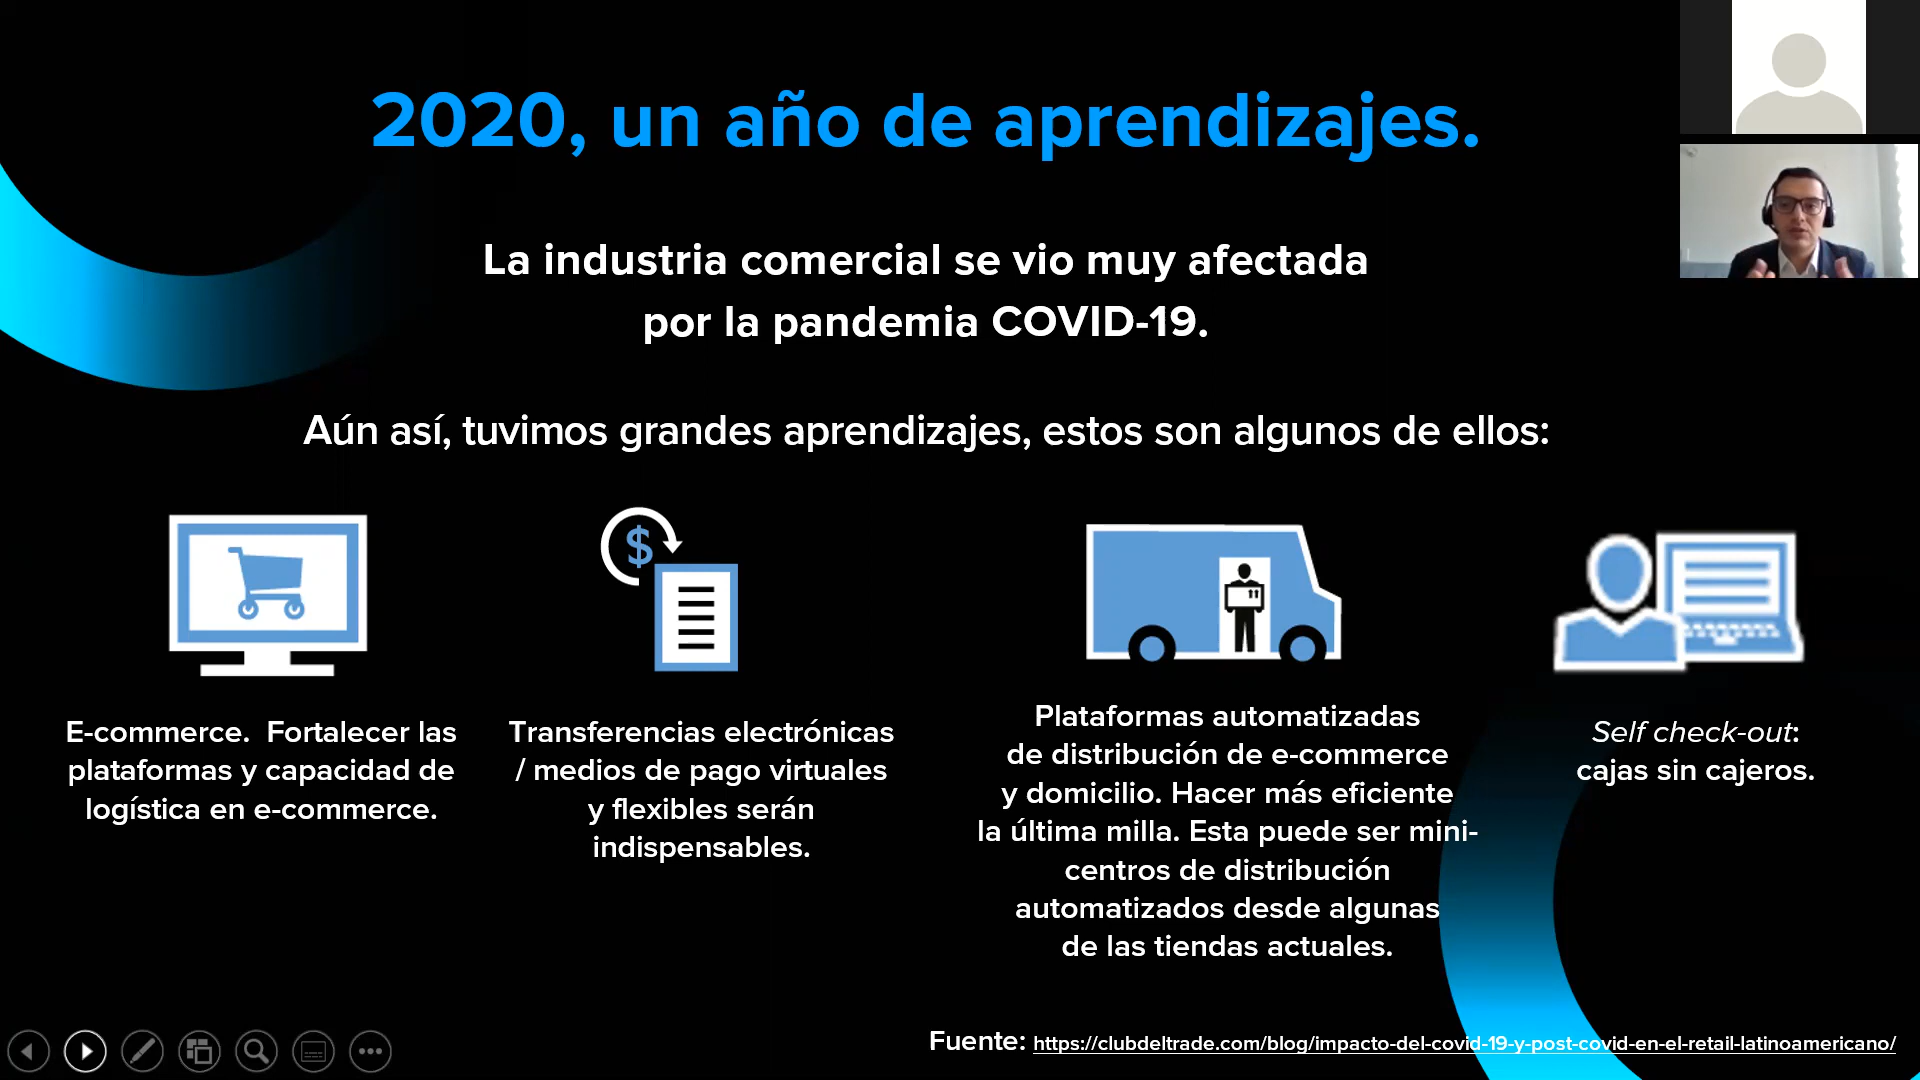 2020, un año de aprendizajes.
La industria comercial se vio muy afectada
por la pandemia COVID-19.
Aún así, tuvimos grandes aprendizajes, estos son algunos de ellos:
$
E-commerce.  Fortalecer las
plataformas y capacidad de
logística en e-commerce.
Transferencias electrónicas
/ medios de pago virtuales
y flexibles serán
indispensables.
Plataformas automatizadas
de distribución de e-commerce
y domicilio. Hacer más eficiente
la última milla. Esta puede ser mini-
centros de distribución
automatizados desde algunas
de las tiendas actuales.
Self check-out:
cajas sin cajeros.
Fuente: https://clubdeltrade.com/blog/impacto-del-covid-19-y-post-covid-en-el-retail-latinoamericano/